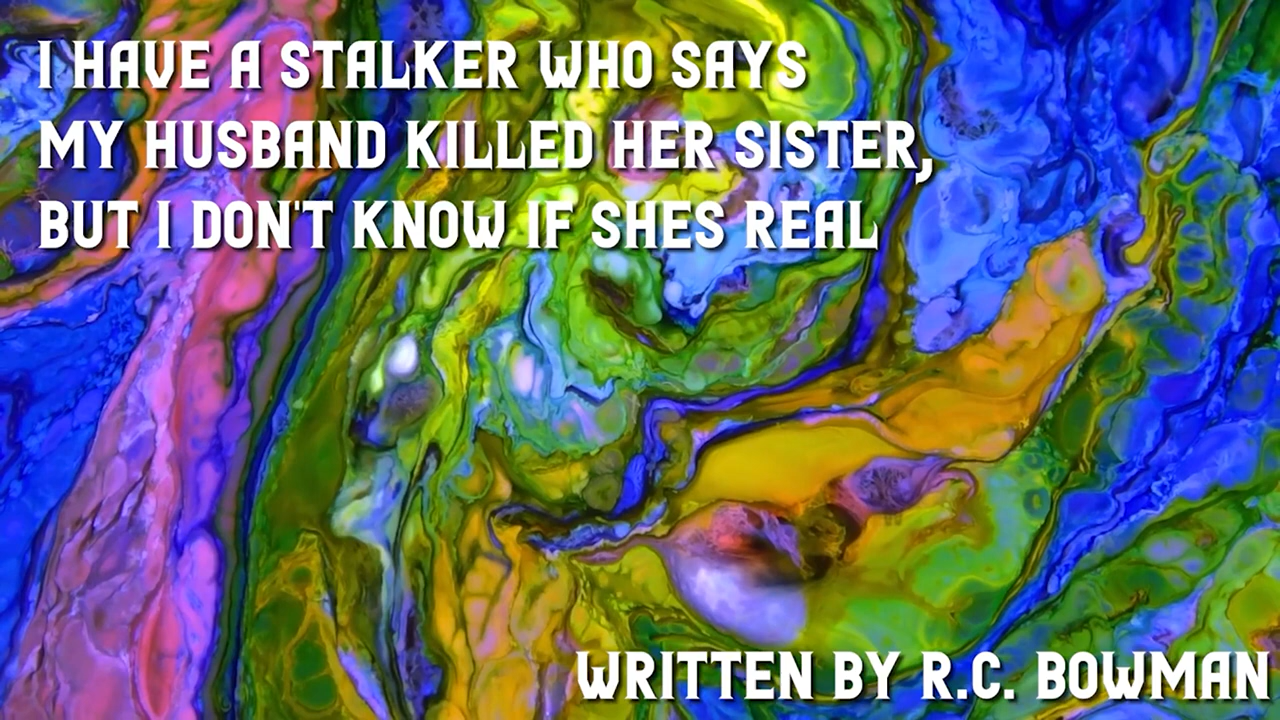 I HAVE A STALKER WHO SAYS
MY HUSBAND KILLED HER SISTER,
BUT I DON'T KNOW IF SHES REAL
WRITTEN BY R.C. BOWMAN